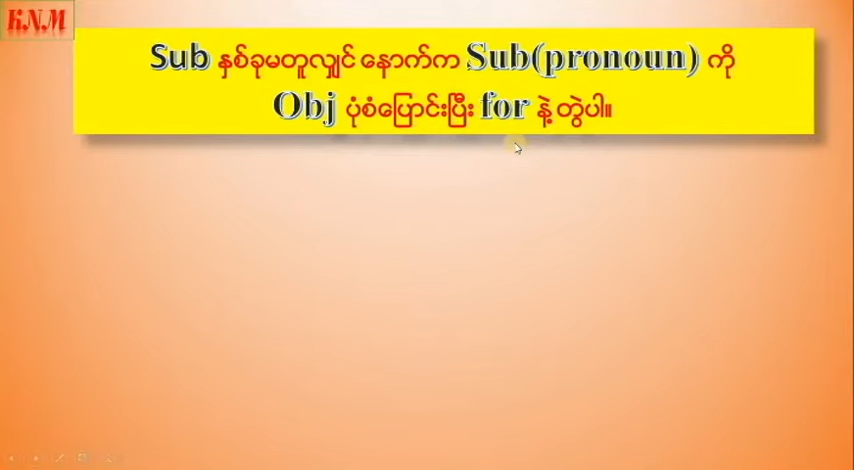 KNM
Sub နှစ်ခုမတူလျှင် နောက်က Sub(pronoun) ကို
Obj ပုံစံပြောင်းပြီး for နဲ့ တွဲပါ။